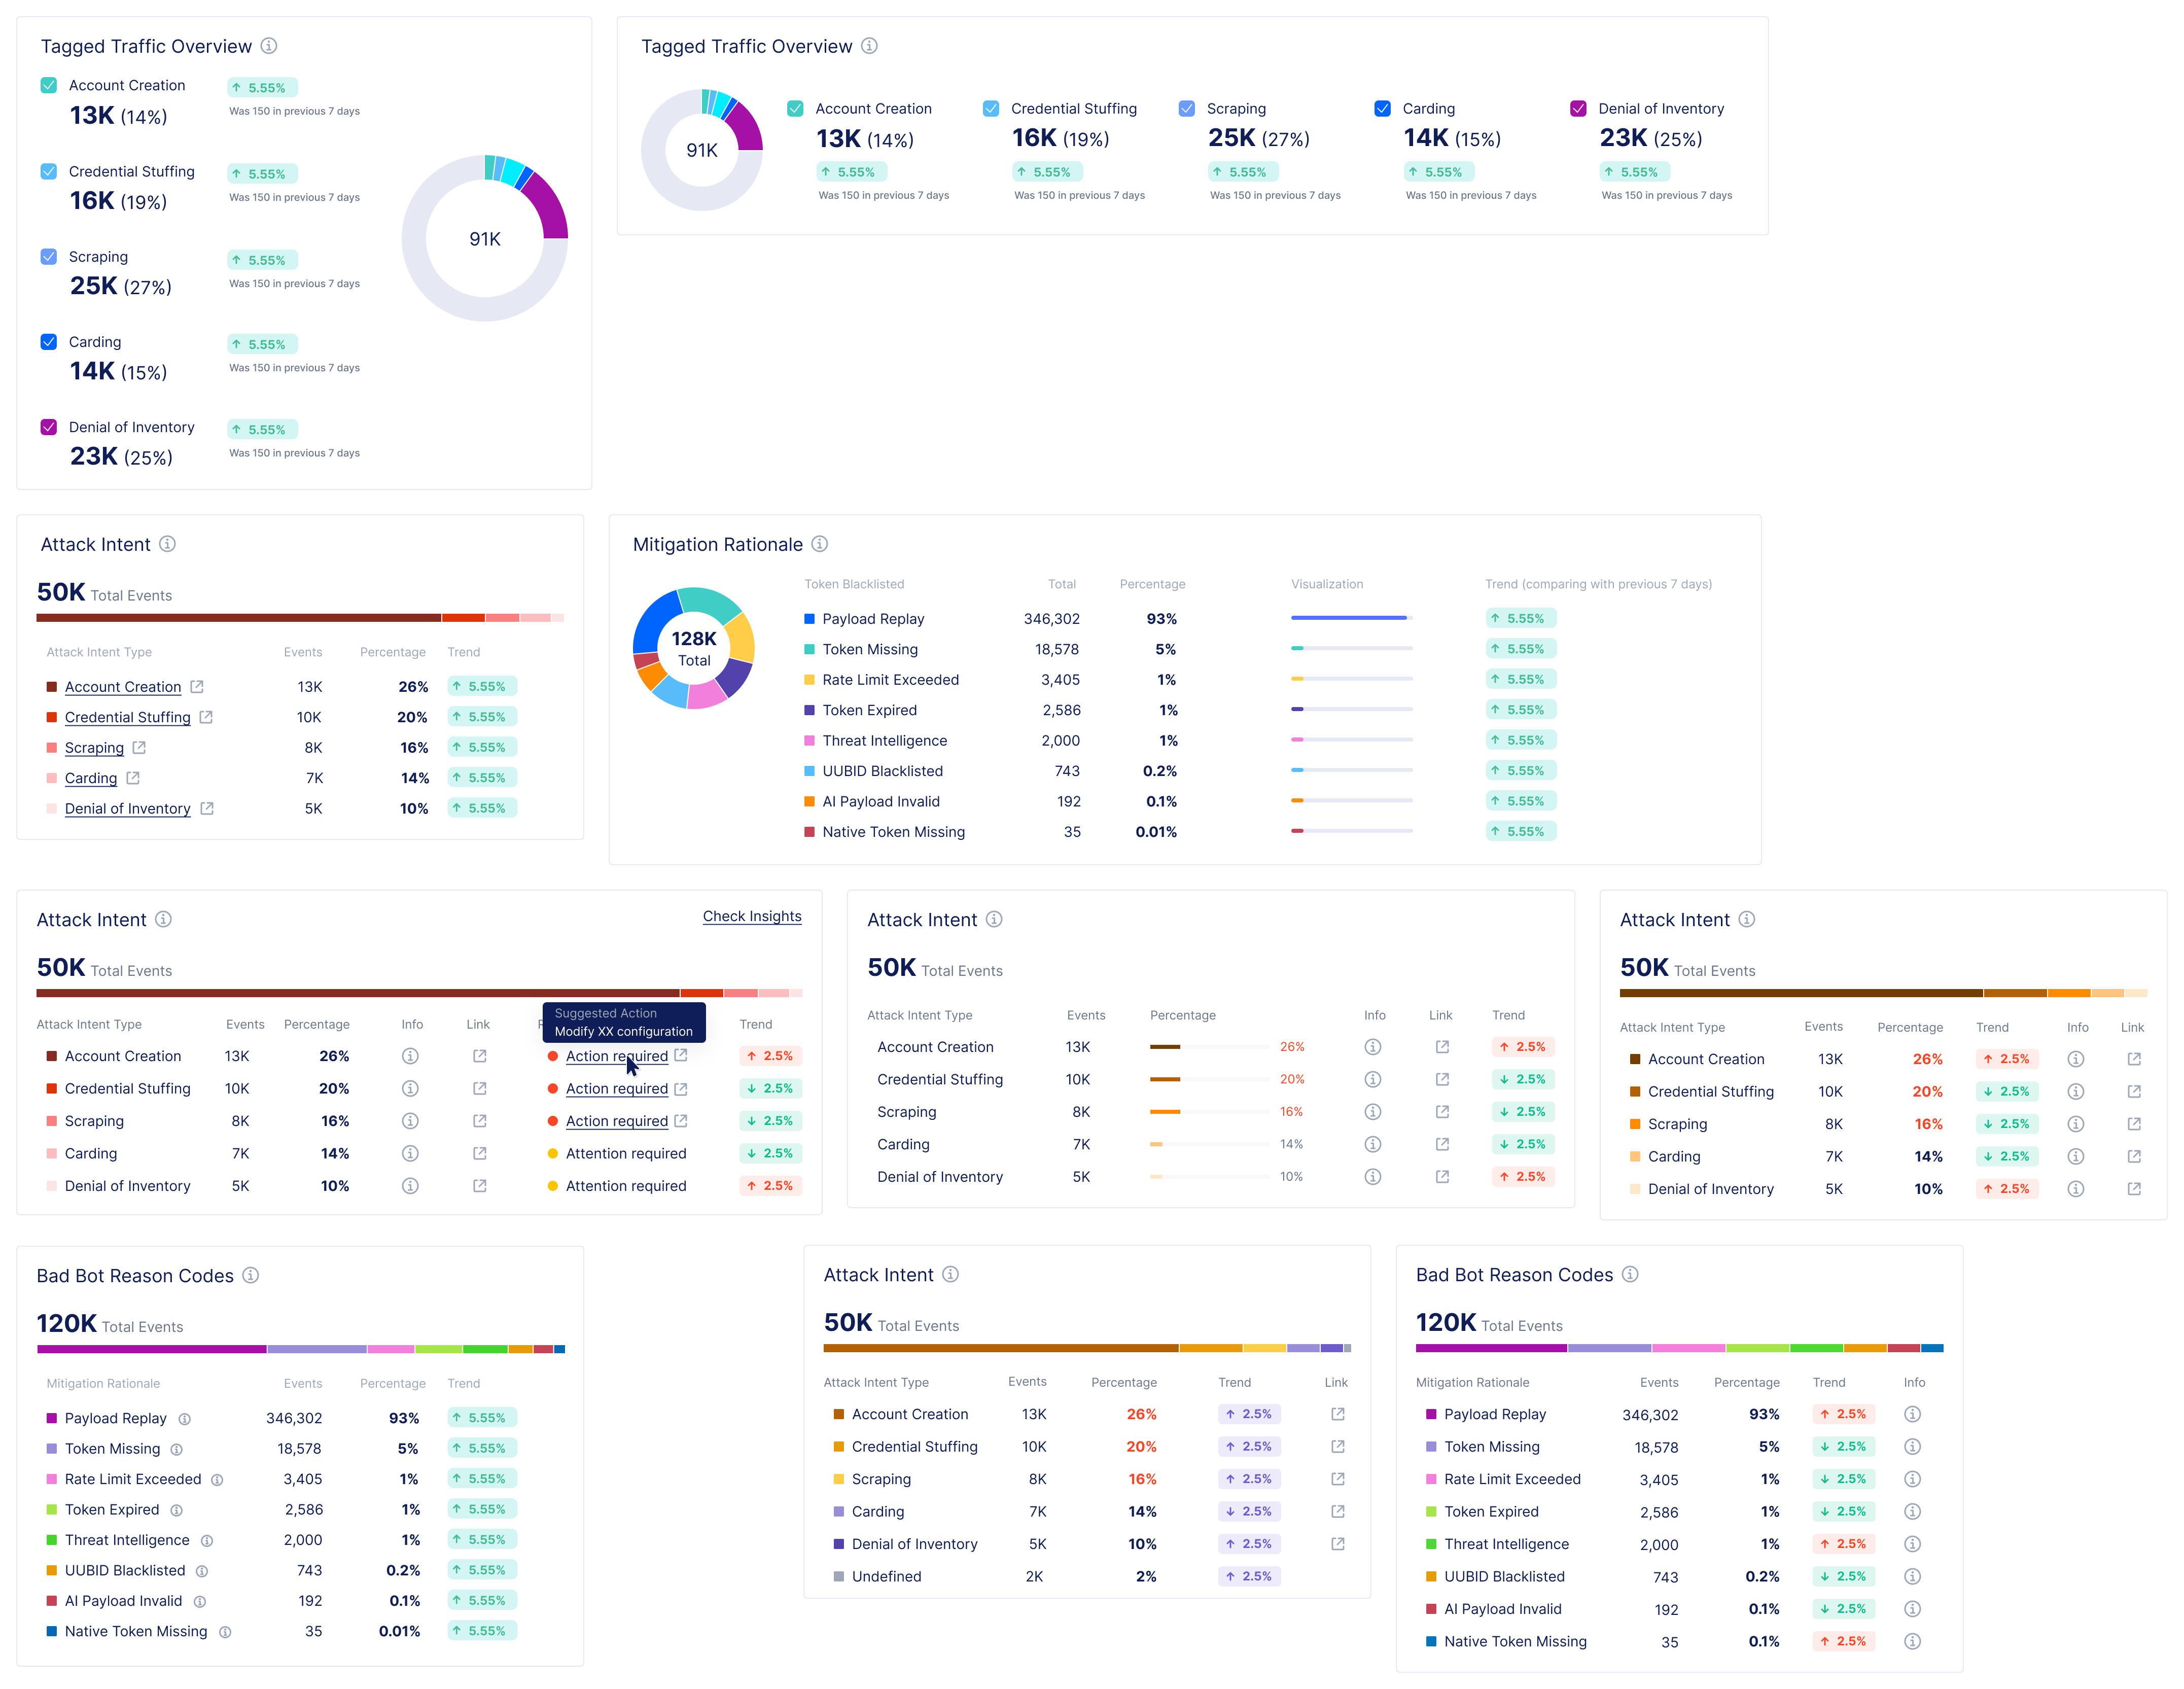 Tagged Traffic Overview
Account Creation
13K (14%)
↑ 5.55%
Was 150 in previous 7 days
Credential Stuffing
16K (19%)
↑ 5.55%
Was 150 in previous 7 days
Scraping
25K (27%)
↑ 5.55%
Was 150 in previous 7 days
Carding
14K (15%)
↑ 5.55%
Was 150 in previous 7 days
Denial of Inventory
23K (25%)
↑ 5.55%
Was 150 in previous 7 days
91K
Tagged Traffic Overview
91K
Account Creation
13K (14%)
↑ 5.55%
Was 150 in previous 7 days
Credential Stuffing
16K (19%)
↑ 5.55%
Was 150 in previous 7 days
Scraping
25K (27%)
↑ 5.55%
Was 150 in previous 7 days
Carding
14K (15%)
↑ 5.55%
Was 150 in previous 7 days
Denial of Inventory
23K (25%)
↑ 5.55%
Was 150 in previous 7 days
Attack Intent
50K Total Events
Attack Intent Type Events Percentage Trend
Account Creation 13K 26% ↑ 5.55%
Credential Stuffing 10K 20% ↑ 5.55%
Scraping 8K 16% ↑ 5.55%
Carding 7K 14% ↑ 5.55%
Denial of Inventory 5K 10% ↑ 5.55%
Mitigation Rationale
128K
Total
Token Blacklisted Total Percentage Visualization Trend (comparing with previous 7 days)
Payload Replay 346,302 93% ↑ 5.55%
Token Missing 18,578 5% ↑ 5.55%
Rate Limit Exceeded 3,405 1% ↑ 5.55%
Token Expired 2,586 1% ↑ 5.55%
Threat Intelligence 2,000 1% ↑ 5.55%
UUBID Blacklisted 743 0.2% ↑ 5.55%
AI Payload Invalid 192 0.1% ↑ 5.55%
Native Token Missing 35 0.01% ↑ 5.55%
Attack Intent
Check Insights
50K Total Events
Suggested Action
Modify XX configuration
Attack Intent Type Events Percentage Info Link Trend
Account Creation 13K 26% Action required ↑ 2.5%
Credential Stuffing 10K 20% Action required ↓ 2.5%
Scraping 8K 16% Action required ↓ 2.5%
Carding 7K 14% Attention required ↓ 2.5%
Denial of Inventory 5K 10% Attention required ↑ 2.5%
Attack Intent
50K Total Events
Attack Intent Type Events Percentage Info Link Trend
Account Creation 13K 26% ↑ 2.5%
Credential Stuffing 10K 20% ↓ 2.5%
Scraping 8K 16% ↓ 2.5%
Carding 7K 14% ↓ 2.5%
Denial of Inventory 5K 10% ↑ 2.5%
Attack Intent
50K Total Events
Attack Intent Type Events Percentage Trend Info Link
Account Creation 13K 26% ↑ 2.5%
Credential Stuffing 10K 20% ↓ 2.5%
Scraping 8K 16% ↓ 2.5%
Carding 7K 14% ↓ 2.5%
Denial of Inventory 5K 10% ↑ 2.5%
Bad Bot Reason Codes
120K Total Events
Mitigation Rationale Events Percentage Trend
Payload Replay 346,302 93% ↑ 5.55%
Token Missing 18,578 5% ↑ 5.55%
Rate Limit Exceeded 3,405 1% ↑ 5.55%
Token Expired 2,586 1% ↑ 5.55%
Threat Intelligence 2,000 1% ↑ 5.55%
UUBID Blacklisted 743 0.2% ↑ 5.55%
AI Payload Invalid 192 0.1% ↑ 5.55%
Native Token Missing 35 0.01% ↑ 5.55%
Attack Intent
50K Total Events
Attack Intent Type Events Percentage Trend Link
Account Creation 13K 26% ↑ 2.5%
Credential Stuffing 10K 20% ↑ 2.5%
Scraping 8K 16% ↑ 2.5%
Carding 7K 14% ↓ 2.5%
Denial of Inventory 5K 10% ↑ 2.5%
Undefined 2K 2% ↑ 2.5%
Bad Bot Reason Codes
120K Total Events
Mitigation Rationale Events Percentage Trend Info
Payload Replay 346,302 93% ↑ 2.5%
Token Missing 18,578 5% ↓ 2.5%
Rate Limit Exceeded 3,405 1% ↓ 2.5%
Token Expired 2,586 1% ↓ 2.5%
Threat Intelligence 2,000 1% ↑ 2.5%
UUBID Blacklisted 743 0.2% ↓ 2.5%
AI Payload Invalid 192 0.1% ↓ 2.5%
Native Token Missing 35 0.1% ↑ 2.5%